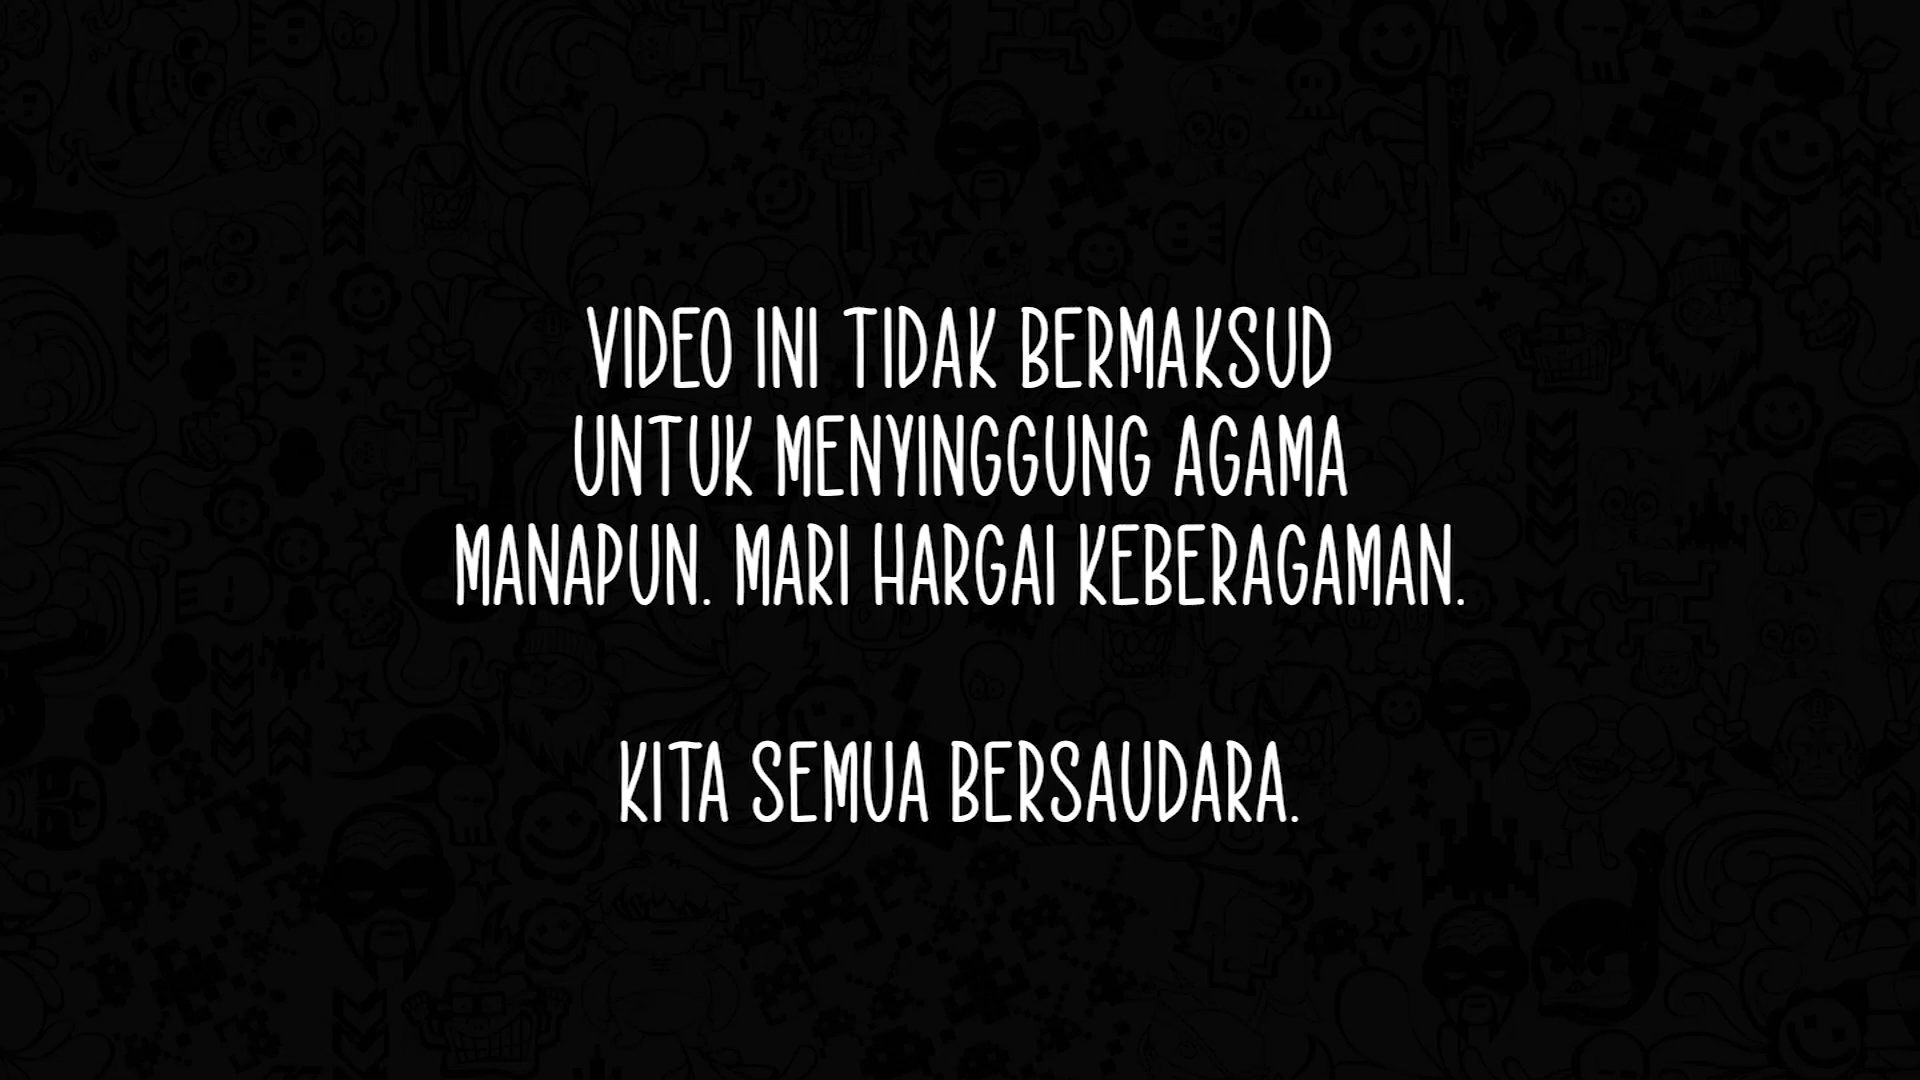 VIDEO INI TIDAK BERMAKSUD
UNTUK MENYINGGUNG AGAMA
MANAPUN. MARI HARGAI KEBERAGAMAN.
KITA SEMUA BERSAUDARA.